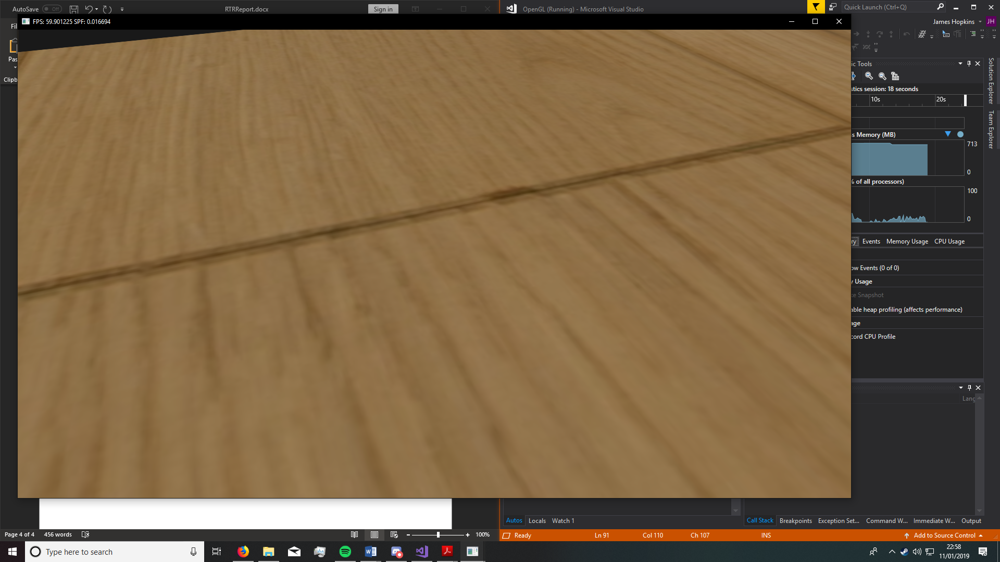 AutoSave Off
RTRReport.docx
Sign in
OpenGL (Running) - Microsoft Visual Studio
Quick Launch (Ctrl+Q)
FPS: 59.901225 SPF: 0.016694
James Hopkins
JH
Fil
Pas
Clipb
ic Tools
stics session: 18 seconds
10s
20s
s Memory (MB)
713
0
% of all processors)
100
0
ry
Events
Memory Usage
CPU Usage
ow Events (0 of 0)
y Usage
ke Snapshot
able heap profiling (affects performance)
age
cord CPU Profile
Solution Explorer
Team Explorer
Lang
Autos
Locals
Watch 1
Call Stack
Breakpoints
Exception Set...
Command W...
Immediate W...
Output
Page 4 of 4
456 words
100%
Ready
Ln 91
Col 110
Ch 107
INS
Add to Source Control
Type here to search
22:58
11/01/2019